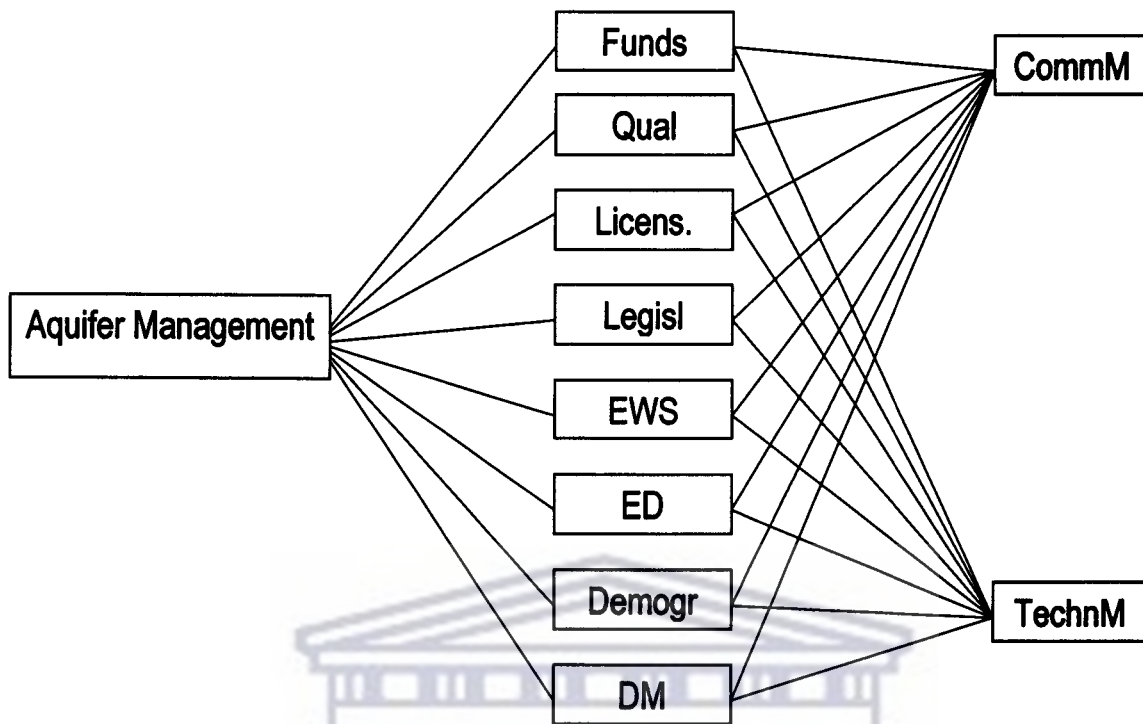 Funds
CommM
Qual
Licens.
Aquifer Management
Legisl
EWS
ED
Demogr
TechnM
DM